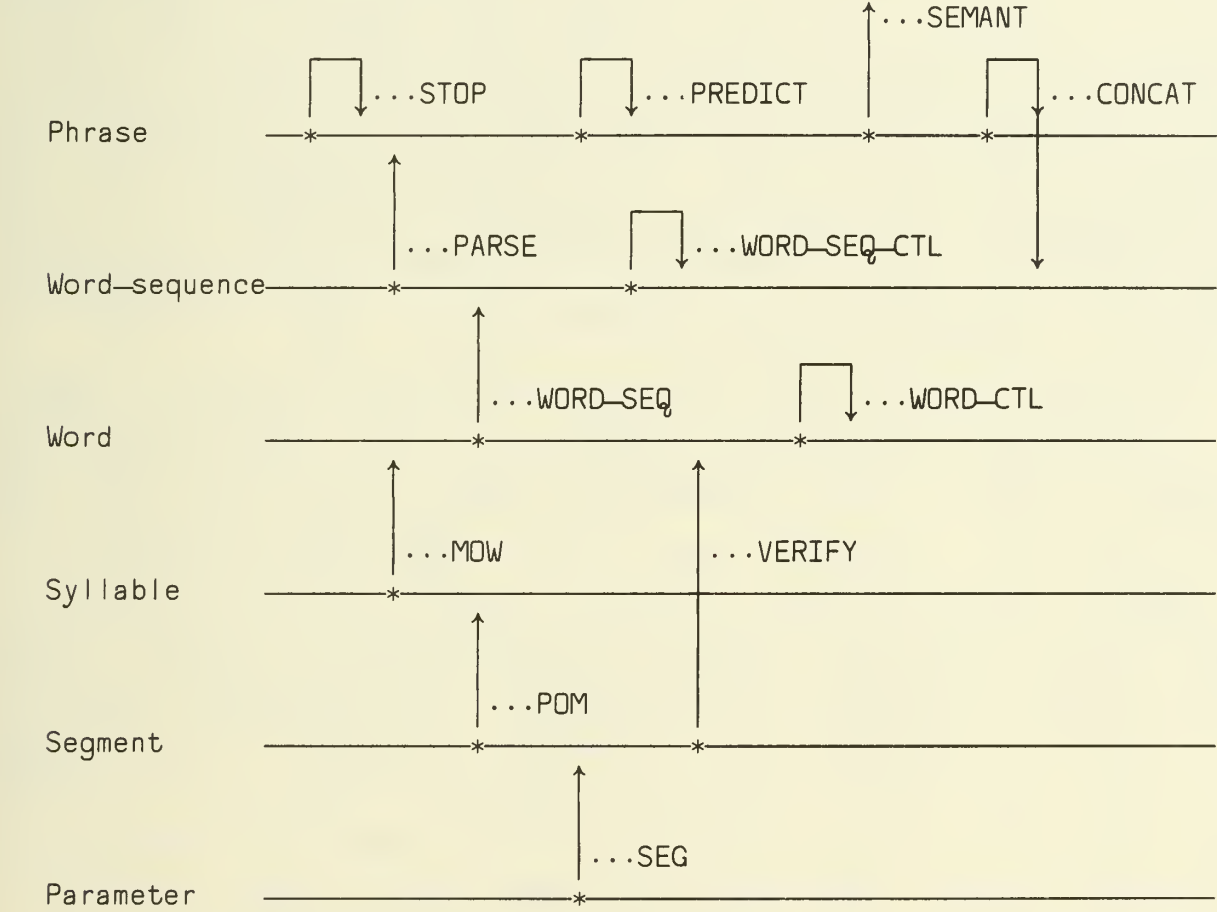 ...SEMANT
...STOP ...PREDICT ...CONCAT
Phrase
...PARSE ...WORD—SEQ—CTL
Word—sequence
...WORD—SEQ ...WORD—CTL
Word
...MOW ...VERIFY
Syllable
...POM
Segment
...SEG
Parameter